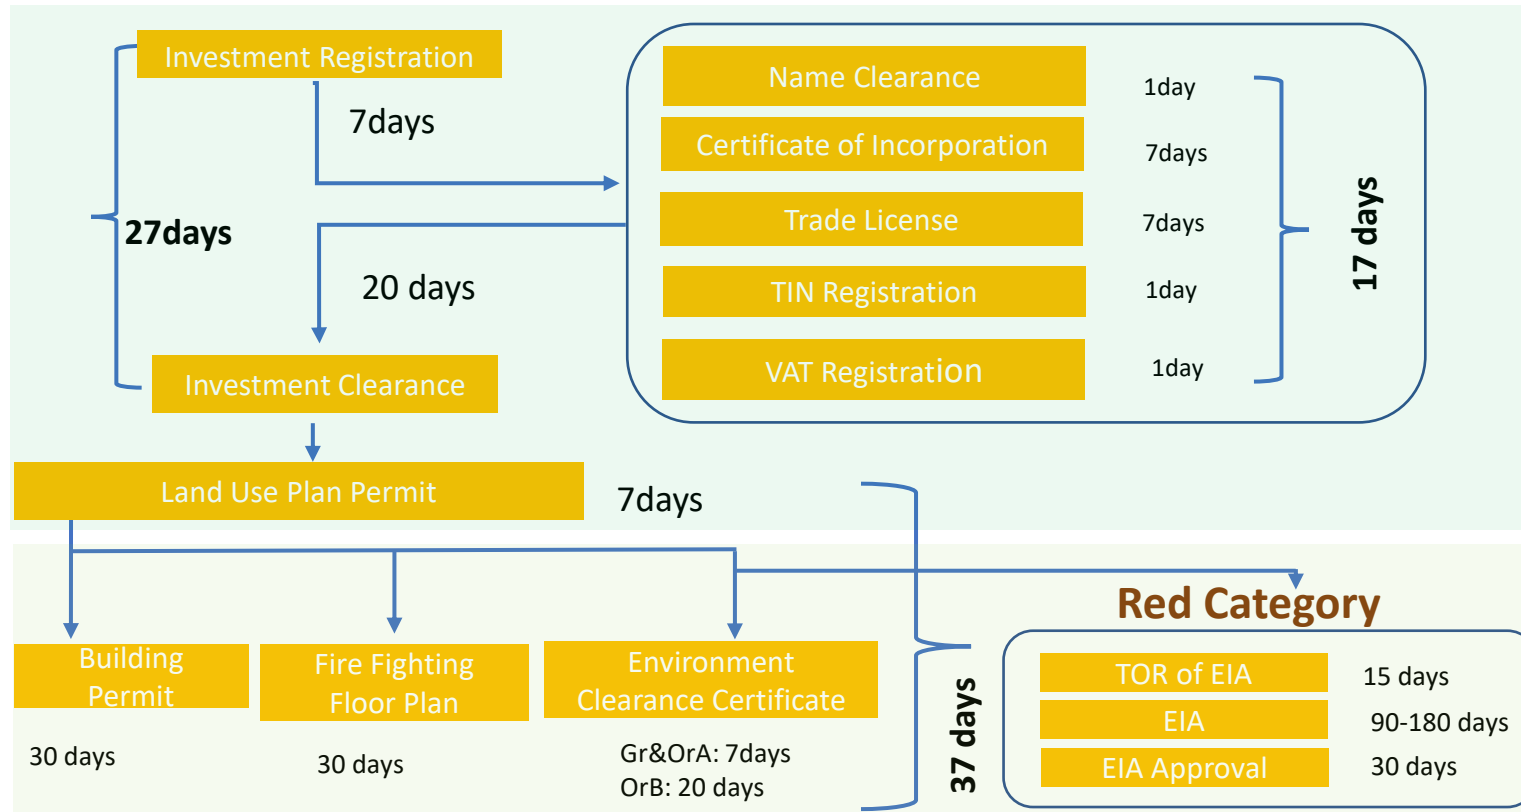 Investment Registration
7days
27days
20 days
Investment Clearance
Name Clearance
1day
Certificate of Incorporation
7days
Trade License
7days
TIN Registration
1day
VAT Registration
1day
17 days
Land Use Plan Permit
7days
Building
Permit
30 days
Fire Fighting
Floor Plan
30 days
Environment
Clearance Certificate
Gr&OrA: 7days
OrB: 20 days
37 days
Red Category
TOR of EIA
15 days
EIA
90-180 days
EIA Approval
30 days